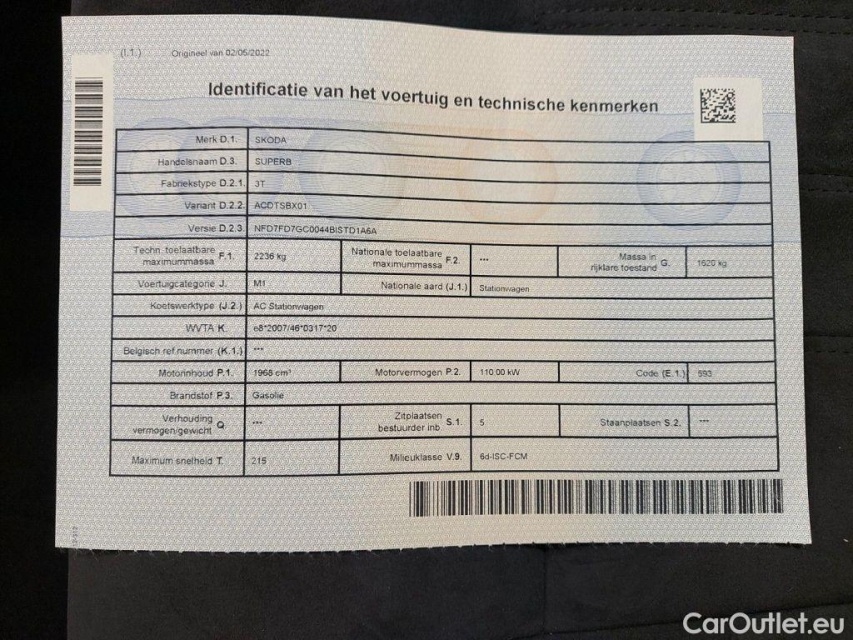 (I.1.) Origineel van 02/05/2022
Identificatie van het voertuig en technische kenmerken
Merk D.1. SKODA
Handelsnaam D.3. SUPERB
Fabriekstype D.2.1. 3T
Variant D.2.2. ACDTSBX01
Versie D.2.3. NFD7FD7GC0044BISTD1A6A
Techn. toelaatbare maximummassa F.1. 2236 kg Nationale toelaatbare maximummassa F.2. --- Massa in rijklare toestand G. 1620 kg
Voertuigcategorie J. M1 Nationale aard (J.1.) Stationwagen
Koetswerktype (J.2.) AC Stationwagen
WVTA K. e8*2007/46*0317*20
Belgisch ref.nummer (K.1.) ---
Motorinhoud P.1. 1968 cm³ Motorvermogen P.2. 110.00 kW Code (E.1.) 593
Brandstof P.3. Gasolie
Verhouding vermogen/gewicht Q --- Zitplaatsen bestuurder inb. S.1. 5 Staanplaatsen S.2. ---
Maximum snelheid T. 215 Milieuklasse V.9. 6d-ISC-FCM
CarOutlet.eu